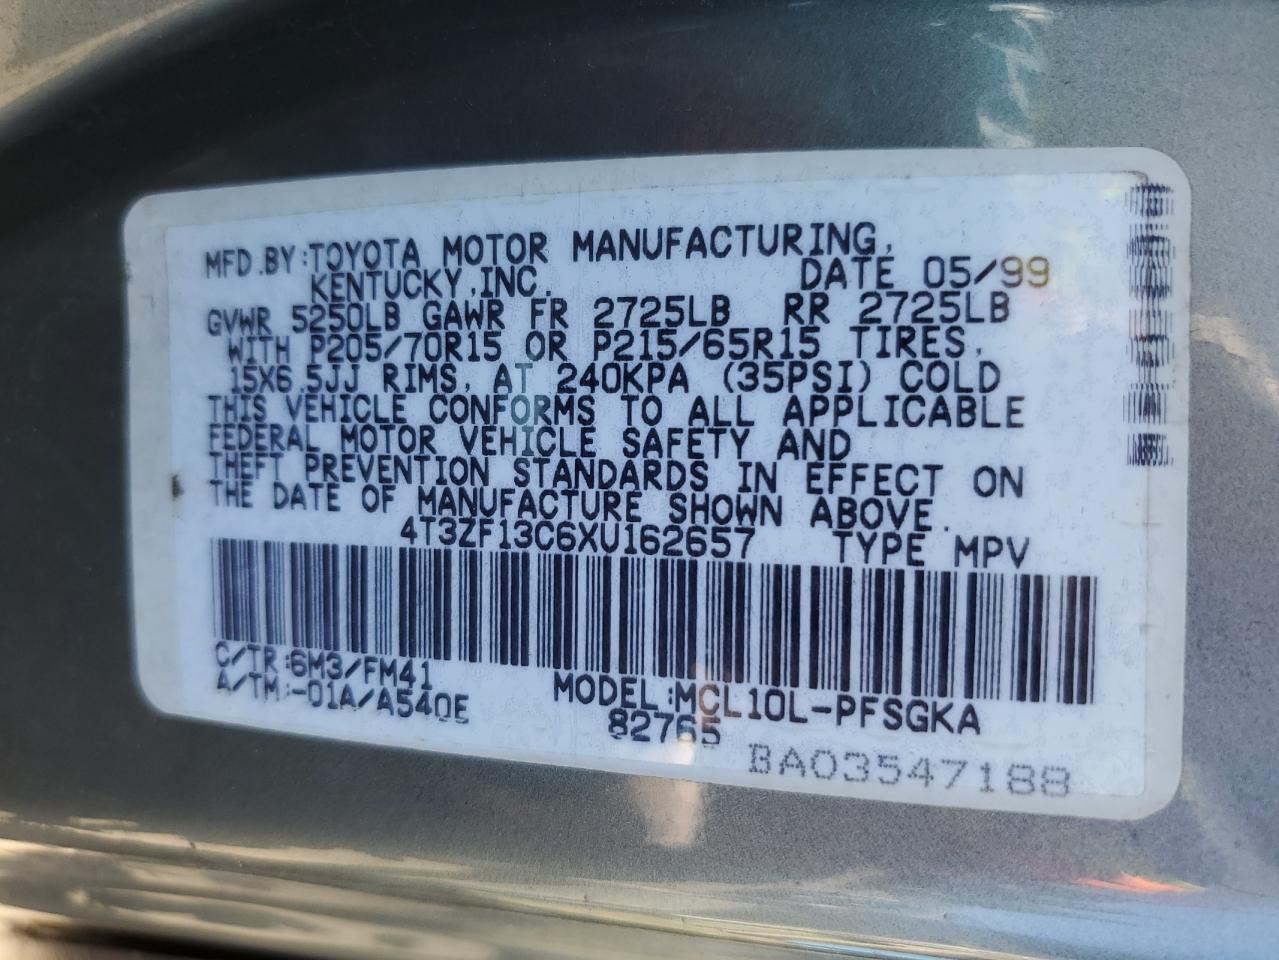 MFD.BY:TOYOTA MOTOR MANUFACTURING,
KENTUCKY,INC. DATE 05/99
GVWR 5250LB GAWR FR 2725LB RR 2725LB
WITH P205/70R15 OR P215/65R15 TIRES,
15X6.5JJ RIMS, AT 240KPA (35PSI) COLD
THIS VEHICLE CONFORMS TO ALL APPLICABLE
FEDERAL MOTOR VEHICLE SAFETY AND
THEFT PREVENTION STANDARDS IN EFFECT ON
THE DATE OF MANUFACTURE SHOWN ABOVE.
4T3ZF13C6XU162657 TYPE MPV
C/TR:6M3/FM41
A/TM:-01A/A540E MODEL:MCL10L-PFSGKA
82765
BA03547188